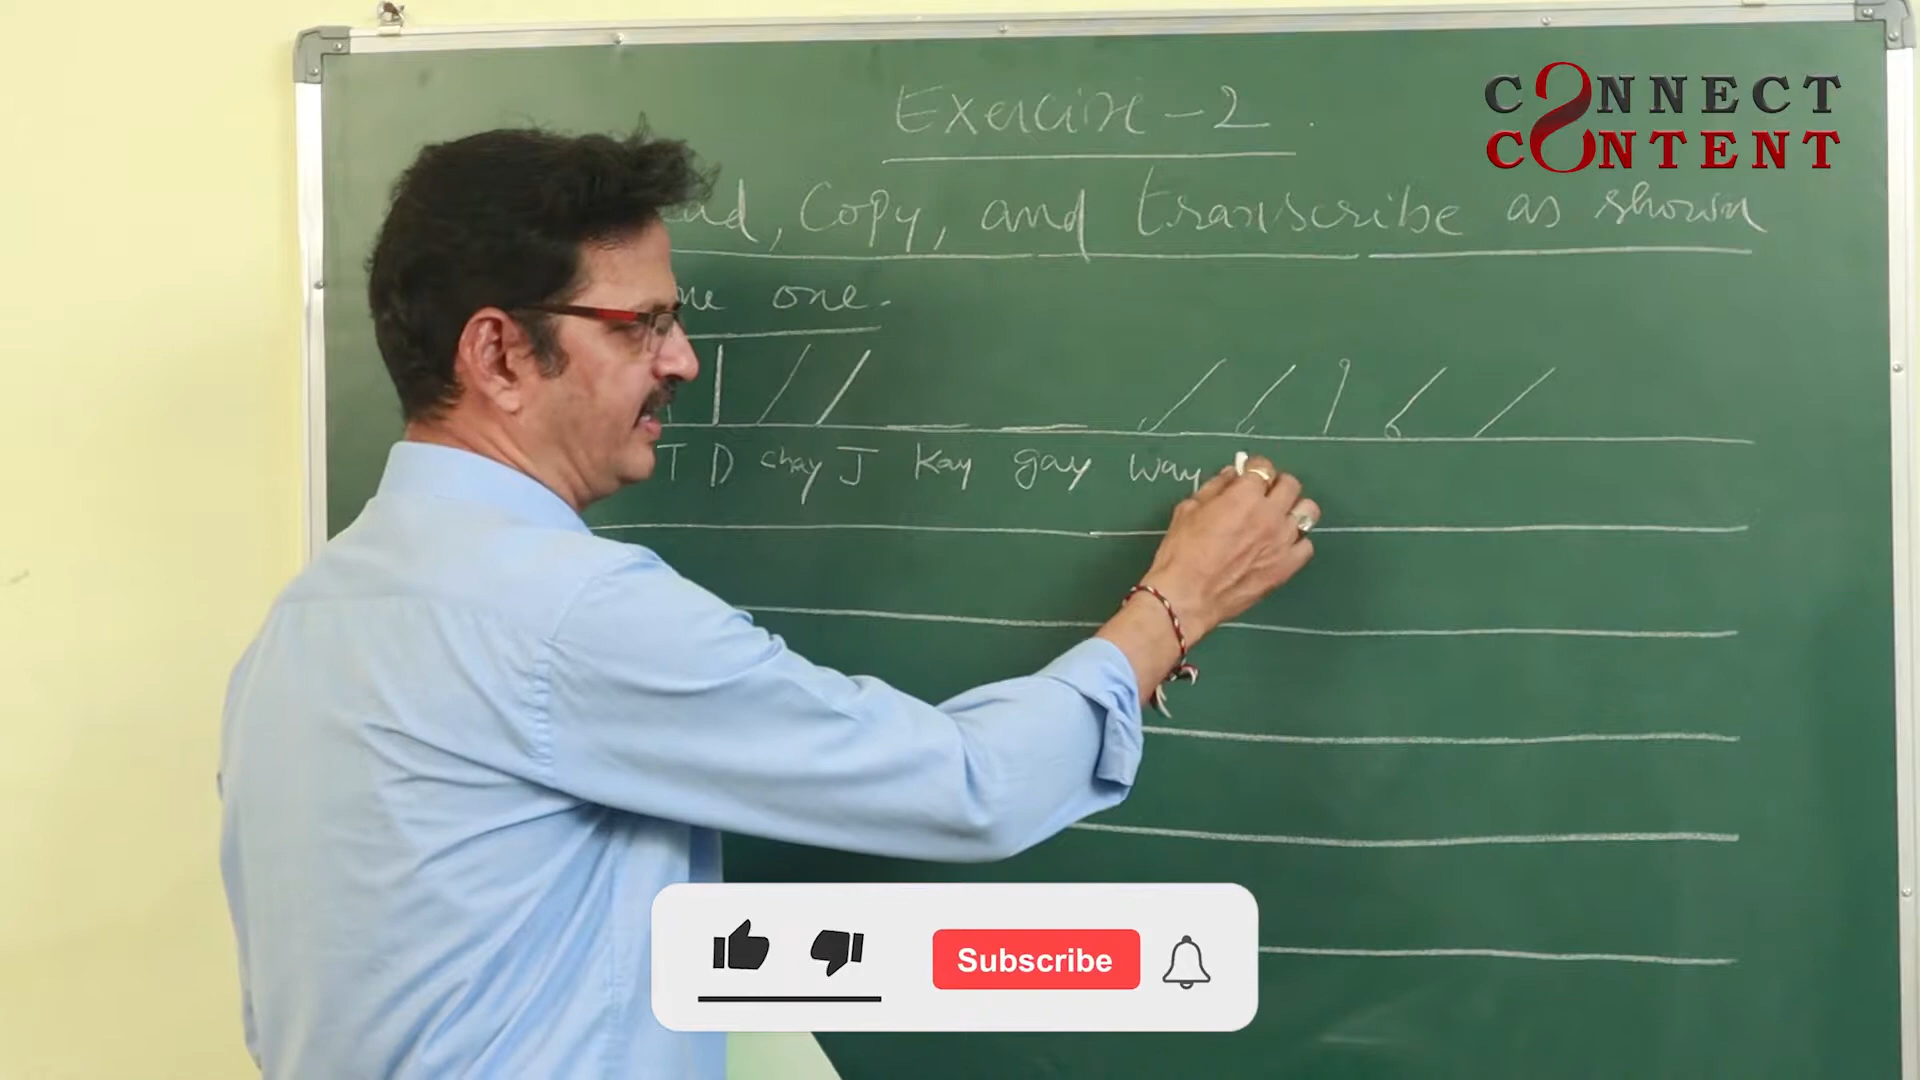 Exercise - 2.
CONNECT
CONTENT
Copy, and transcribe as shown
one.
T D chay J Kay gay way
Subscribe